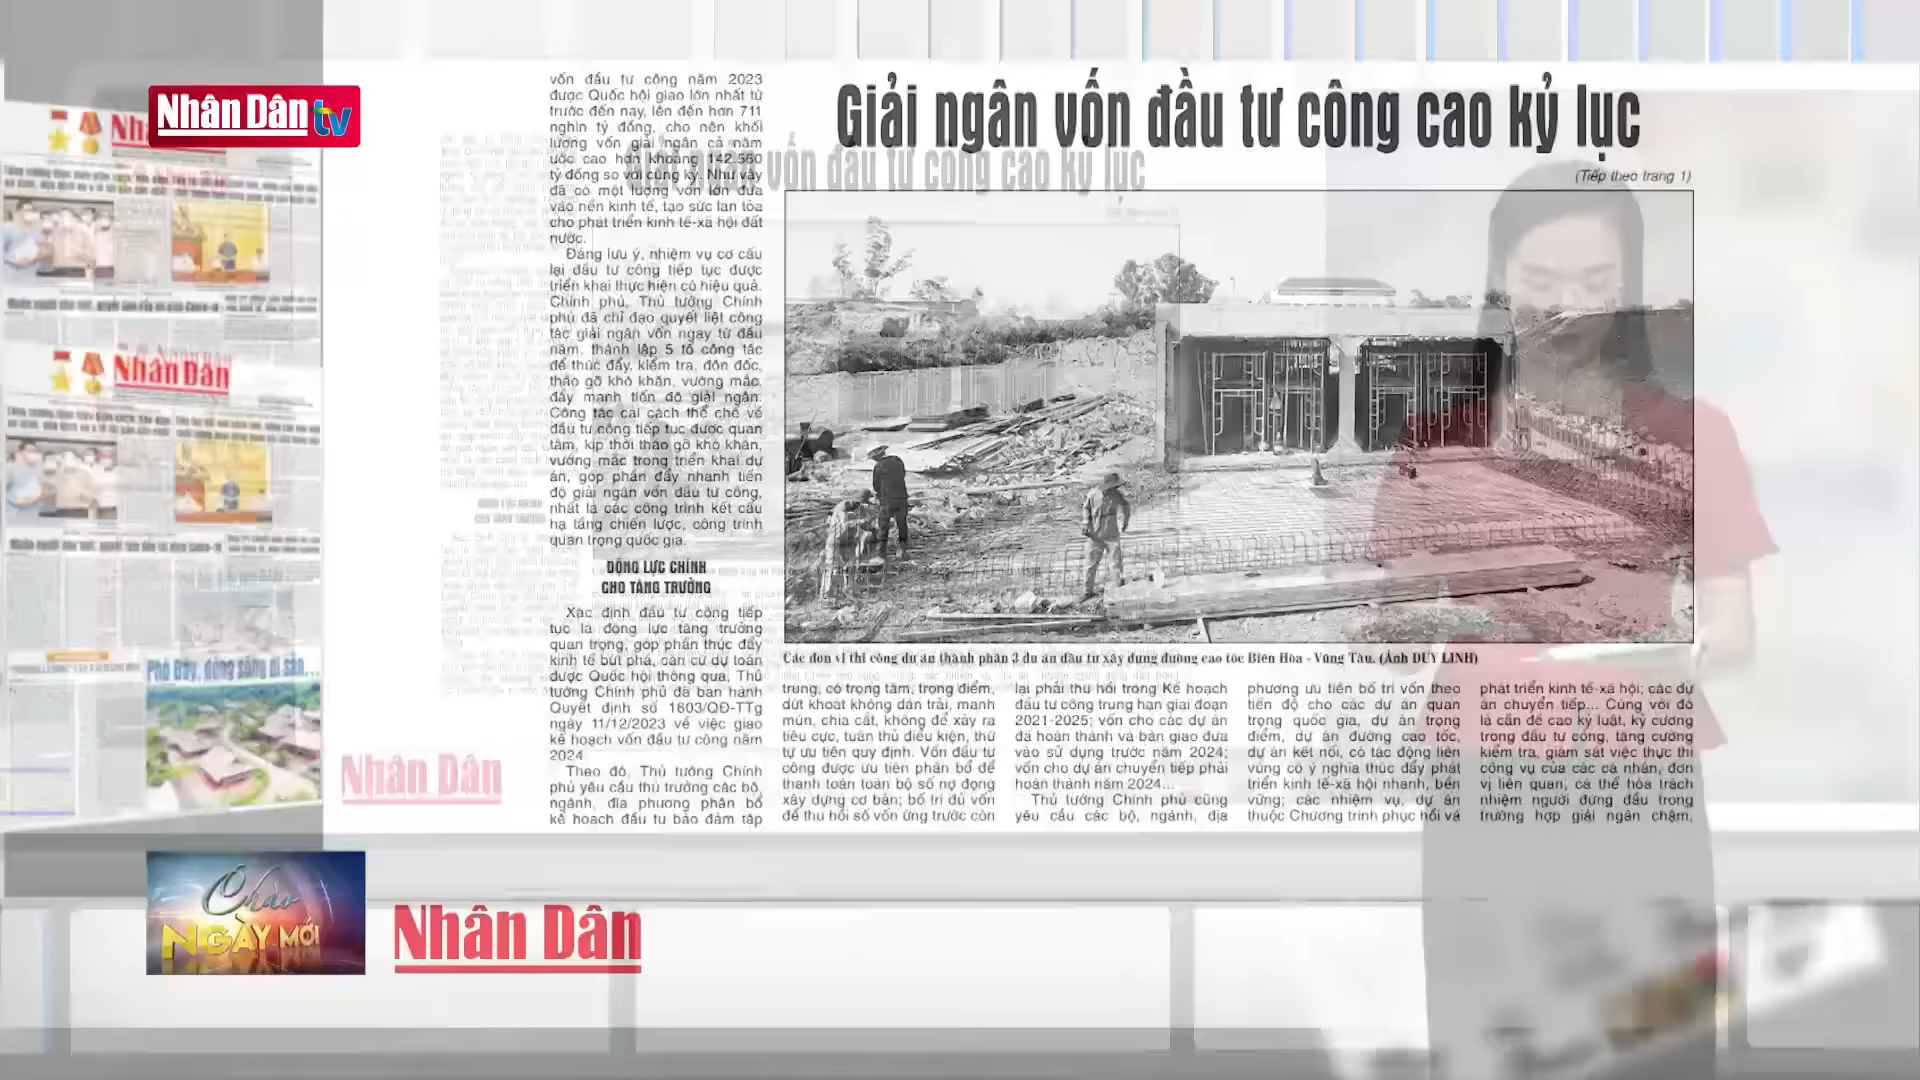 Nhân Dân tv
Giải ngân vốn đầu tư công cao kỷ lục
(Tiếp theo trang 1)
vốn đầu tư công năm 2023
được Quốc hội giao lớn nhất từ
trước đến nay, lên đến hơn 711
nghìn tỷ đồng, cho nên khối
lượng vốn giải ngân cả năm
ước cao hơn khoảng 142.560
tỷ đồng so với cùng kỳ. Như vậy
đã có một lượng vốn lớn đưa
vào nền kinh tế, tạo sức lan tỏa
cho phát triển kinh tế-xã hội đất
nước.
Đáng lưu ý, nhiệm vụ cơ cấu
lại đầu tư công tiếp tục được
triển khai thực hiện có hiệu quả.
Chính phủ, Thủ tướng Chính
phủ đã chỉ đạo quyết liệt công
tác giải ngân vốn ngay từ đầu
năm, thành lập 5 tổ công tác
để thúc đẩy, kiểm tra, đôn đốc,
tháo gỡ khó khăn, vướng mắc,
đẩy mạnh tiến độ giải ngân.
Công tác cải cách thể chế về
đầu tư công tiếp tục được quan
tâm, kịp thời tháo gỡ khó khăn,
vướng mắc trong triển khai dự
án, góp phần đẩy nhanh tiến
độ giải ngân vốn đầu tư công,
nhất là các công trình kết cấu
hạ tầng chiến lược, công trình
quan trọng quốc gia.
ĐỘNG LỰC CHÍNH
CHO TĂNG TRƯỞNG
Xác định đầu tư công tiếp
tục là động lực tăng trưởng
quan trọng, góp phần thúc đẩy
kinh tế bứt phá, căn cứ dự toán
được Quốc hội thông qua, Thủ
tướng Chính phủ đã ban hành
Quyết định số 1603/QĐ-TTg
ngày 11/12/2023 về việc giao
kế hoạch vốn đầu tư công năm
2024
Theo đó, Thủ tướng Chính
phủ yêu cầu thủ trưởng các bộ,
ngành, địa phương phân bổ
kế hoạch đầu tư bảo đảm tập
Các đơn vị thi công dự án thành phần 3 dự án đầu tư xây dựng đường cao tốc Biên Hòa - Vũng Tàu. (Ảnh DUY LINH)
trung, có trọng tâm, trọng điểm,
dứt khoát không dàn trải, manh
mún, chia cắt, không để xảy ra
tiêu cực, tuân thủ điều kiện, thứ
tự ưu tiên quy định. Vốn đầu tư
công được ưu tiên phân bổ để
thanh toán toàn bộ số nợ đọng
xây dựng cơ bản; bố trí đủ vốn
để thu hồi số vốn ứng trước còn
lại phải thu hồi trong Kế hoạch
đầu tư công trung hạn giai đoạn
2021-2025; vốn cho các dự án
đã hoàn thành và bàn giao đưa
vào sử dụng trước năm 2024;
vốn cho dự án chuyển tiếp phải
hoàn thành năm 2024...
Thủ tướng Chính phủ cũng
yêu cầu các bộ, ngành, địa
phương ưu tiên bố trí vốn theo
tiến độ cho các dự án quan
trọng quốc gia, dự án trọng
điểm, dự án đường cao tốc,
dự án kết nối, có tác động liên
vùng có ý nghĩa thúc đẩy phát
triển kinh tế-xã hội nhanh, bền
vững; các nhiệm vụ, dự án
thuộc Chương trình phục hồi và
phát triển kinh tế-xã hội; các dự
án chuyển tiếp... Cùng với đó
là cần đề cao kỷ luật, kỷ cương
trong đầu tư công, tăng cường
kiểm tra, giám sát việc thực thi
công vụ của các cá nhân, đơn
vị liên quan, cá thể hóa trách
nhiệm người đứng đầu trong
trường hợp giải ngân chậm,
Nhân Dân
Nhân Dân
Chào
NGÀY MỚI
Nhân Dân